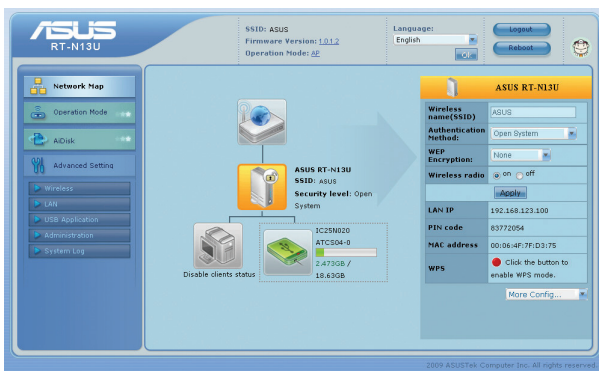 ASUS
RT-N13U
SSID: ASUS
Firmware Version: 1.0.1.2
Operation Mode: AP
Language:
English
Logout
Reboot
Network Map
Operation Mode
AiDisk
Advanced Setting
Wireless
LAN
USB Application
Administration
System Log
ASUS RT-N13U
SSID: ASUS
Security level: Open
System
Disable clients status
IC25N020
ATCS04-0
2.473GB /
18.63GB
ASUS RT-N13U
Wireless
name(SSID)
ASUS
Authentication
Method:
Open System
WEP
Encryption:
None
Wireless radio
on off
Apply
LAN IP
192.168.123.100
PIN code
83772054
MAC address
00:06:4F:7F:D3:75
WPS
Click the button to
enable WPS mode.
More Config...
2009 ASUSTek Computer Inc. All rights reserved.